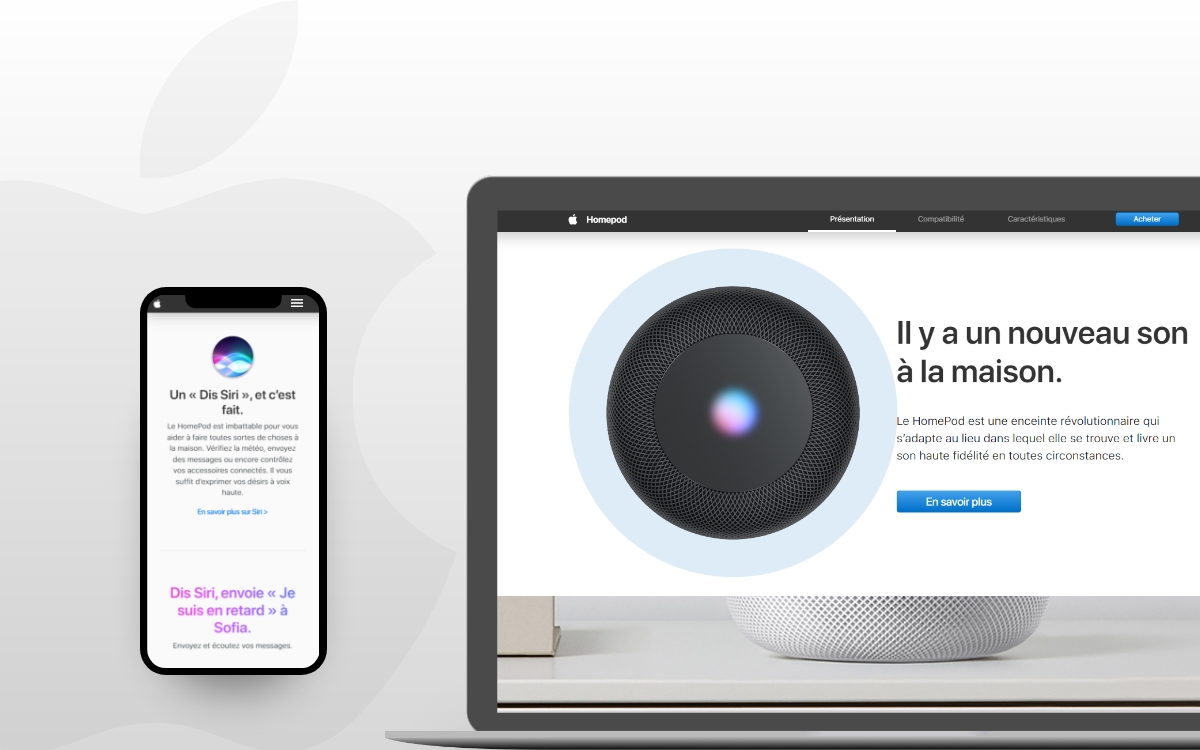 Homepod
Présentation
Compatibilité
Caractéristiques
Acheter
Il y a un nouveau son
à la maison.
Le HomePod est une enceinte révolutionnaire qui
s'adapte au lieu dans lequel elle se trouve et livre un
son haute fidélité en toutes circonstances.
En savoir plus
Un « Dis Siri », et c'est
fait.
Le HomePod est imbattable pour vous
aider à faire toutes sortes de choses à
la maison. Vérifiez la météo, envoyez
des messages ou encore contrôlez
vos accessoires connectés. Il vous
suffit d'exprimer vos désirs à voix
haute.
En savoir plus sur Siri >
Dis Siri, envoie « Je
suis en retard » à
Sofia.
Envoyez et écoutez vos messages.